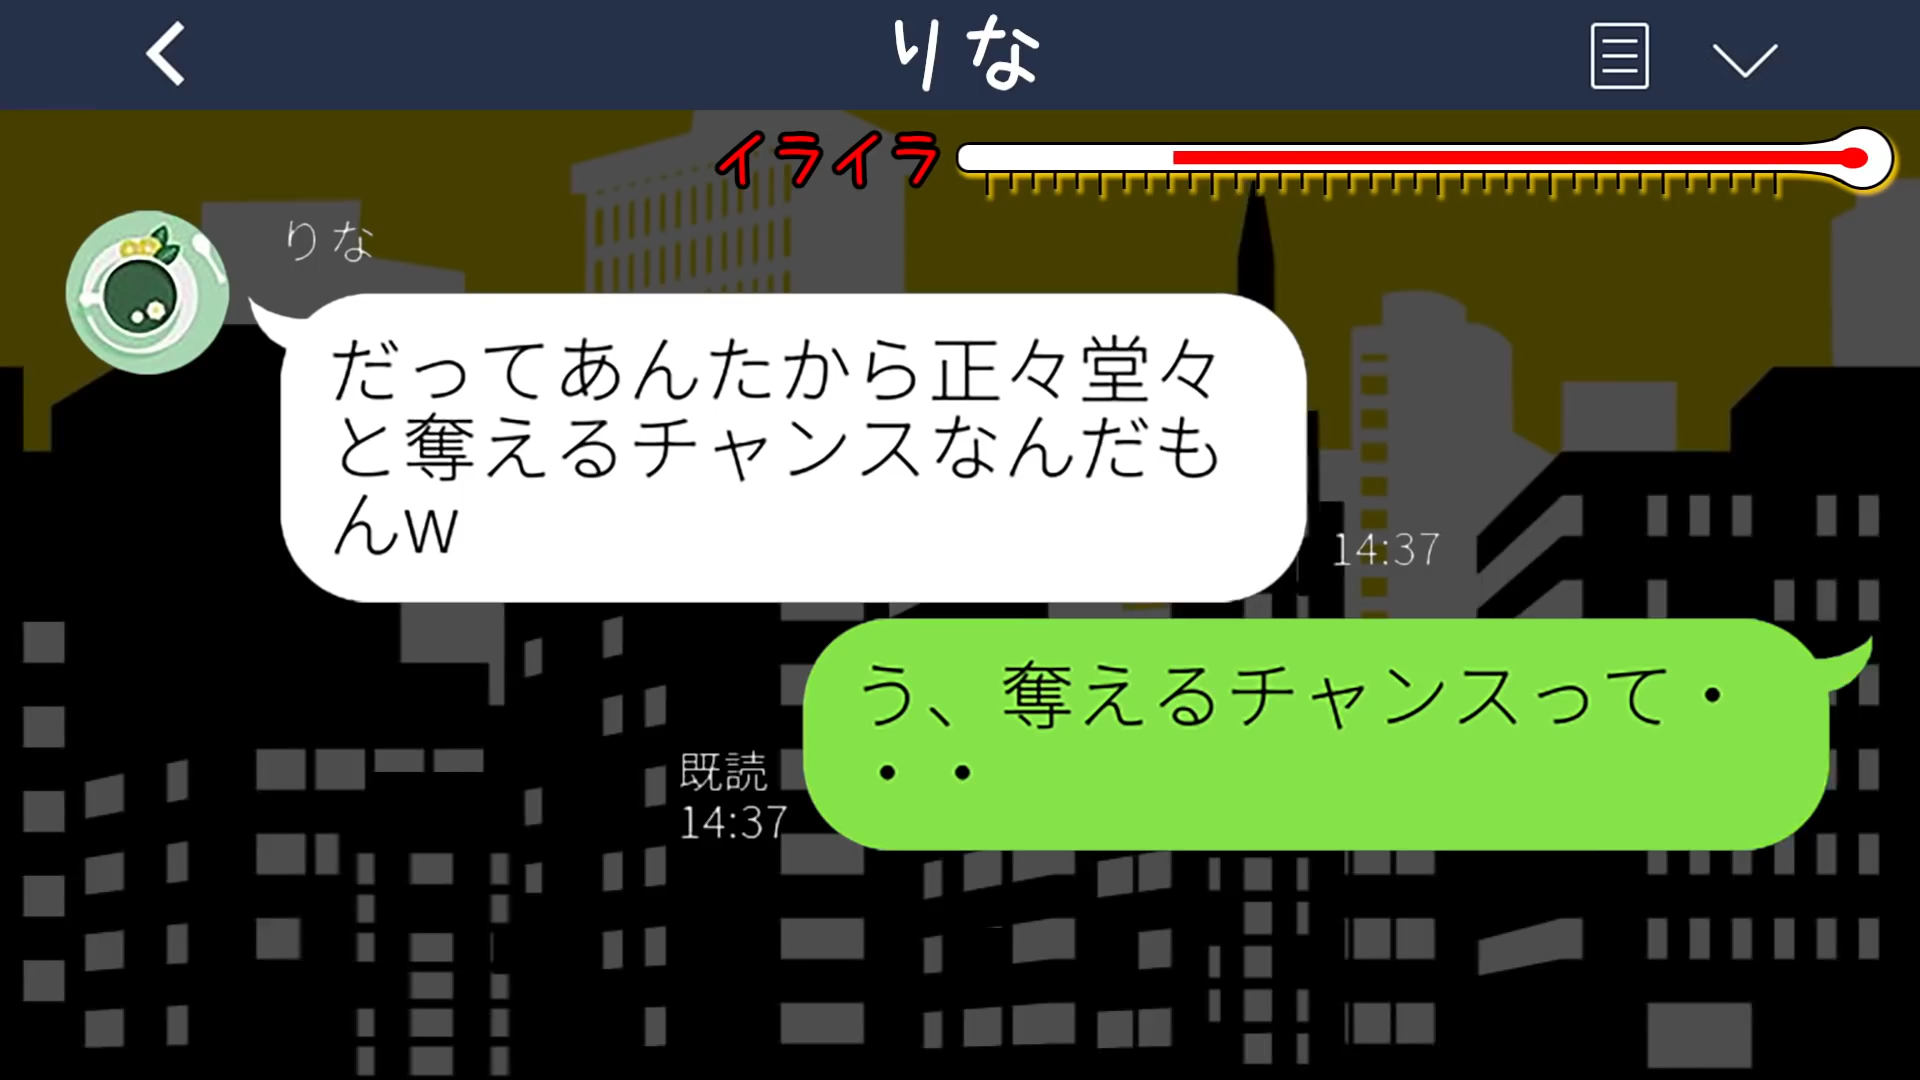 りな
イライラ
りな
だってあんたから正々堂々
と奪えるチャンスなんだも
んw
14:37
う、奪えるチャンスって・
・・
既読
14:37